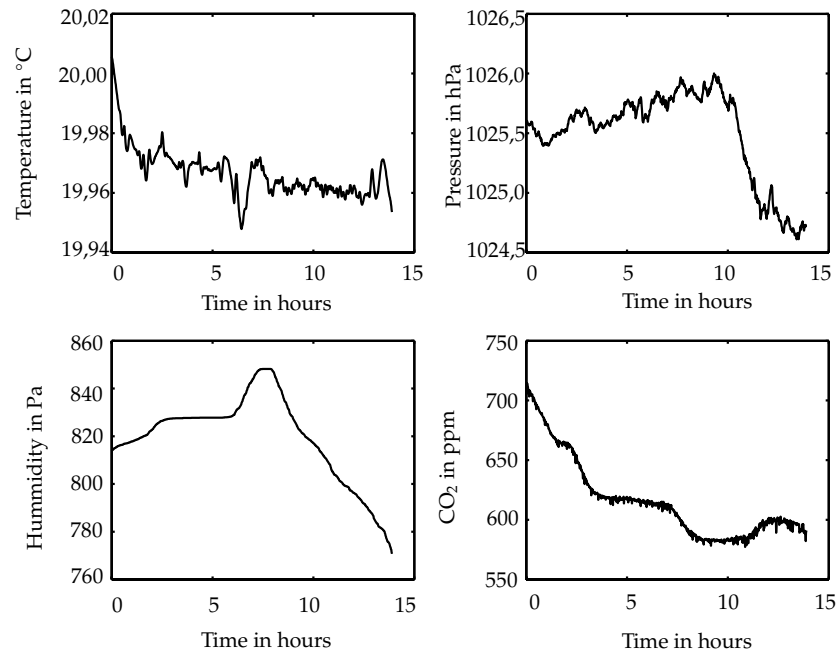 20,02
20,00
19,98
19,96
19,94
Temperature in °C
0 5 10 15
Time in hours
1026,5
1026,0
1025,5
1025,0
1024,5
Pressure in hPa
0 5 10 15
Time in hours
860
840
820
800
780
760
Hummidity in Pa
0 5 10 15
Time in hours
750
700
650
600
550
CO₂ in ppm
0 5 10 15
Time in hours